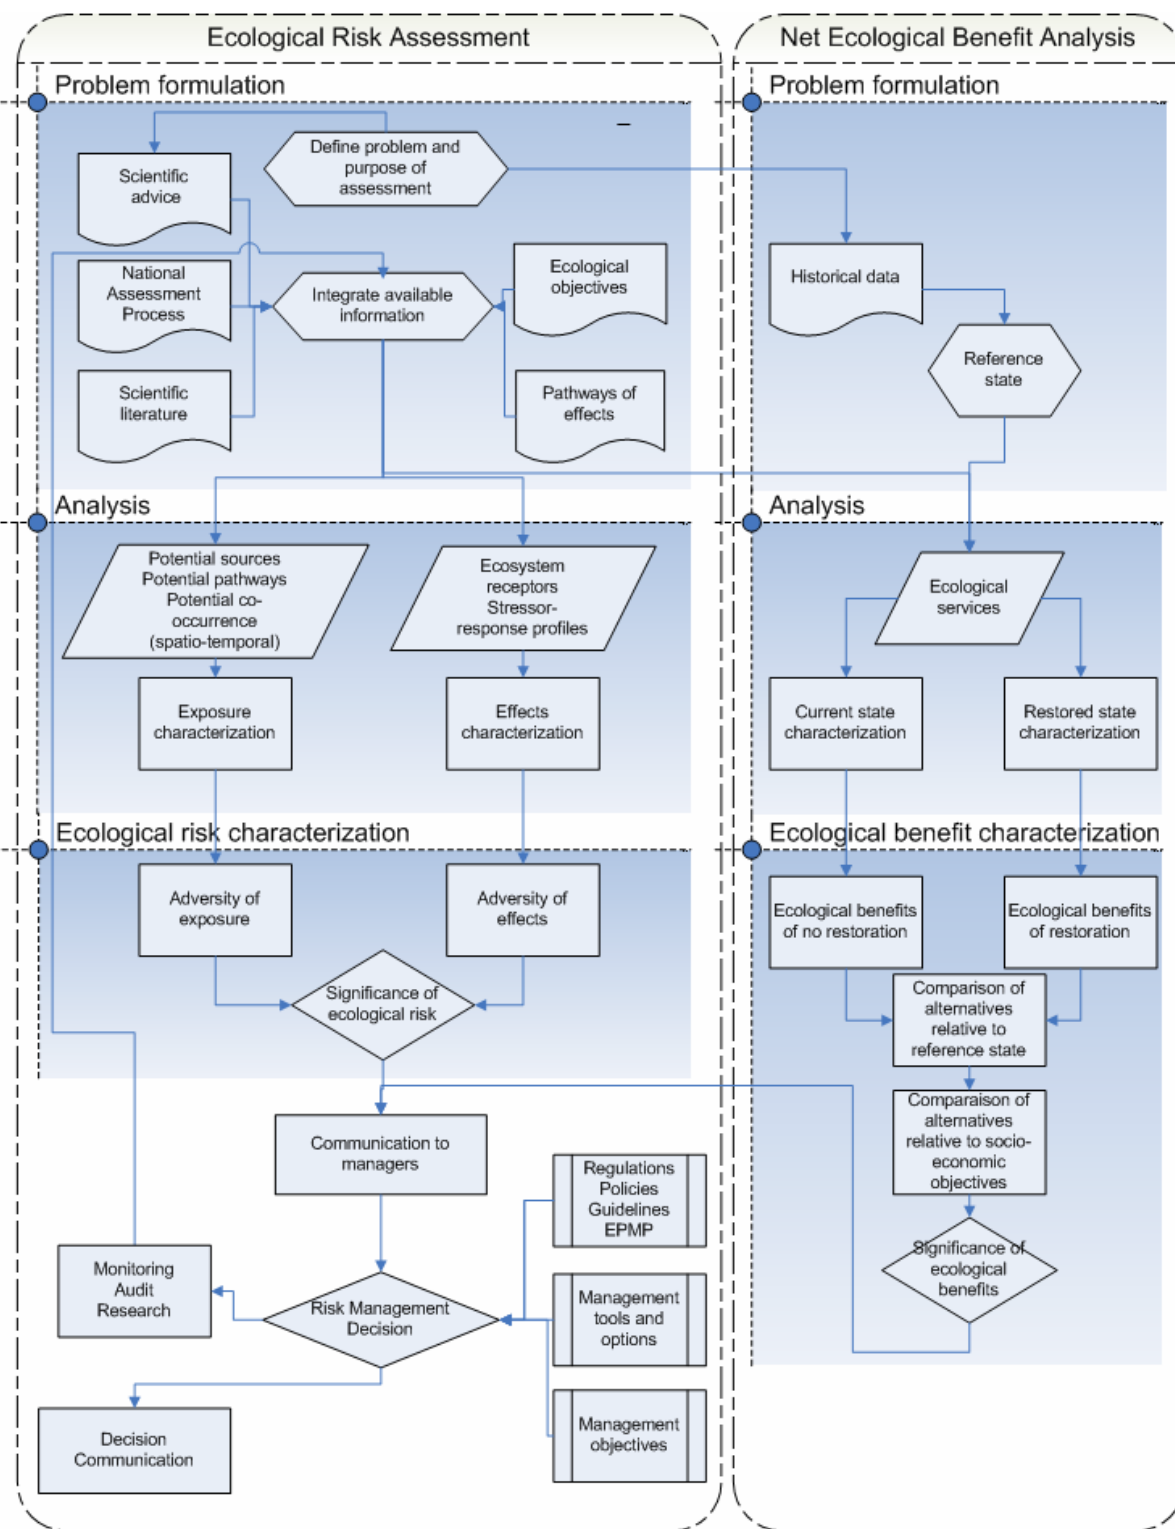 Ecological Risk Assessment
Problem formulation
Define problem and
purpose of
assessment
Scientific
advice
National
Assessment
Process
Integrate available
information
Ecological
objectives
Scientific
literature
Pathways of
effects
Analysis
Potential sources
Potential pathways
Potential co-
occurrence
(spatio-temporal)
Ecosystem
receptors
Stressor-
response profiles
Exposure
characterization
Effects
characterization
Ecological risk characterization
Adversity of
exposure
Adversity of
effects
Significance of
ecological risk
Communication to
managers
Regulations
Policies
Guidelines
EPMP
Monitoring
Audit
Research
Risk Management
Decision
Management
tools and
options
Decision
Communication
Management
objectives
Net Ecological Benefit Analysis
Problem formulation
Historical data
Reference
state
Analysis
Ecological
services
Current state
characterization
Restored state
characterization
Ecological benefit characterization
Ecological benefits
of no restoration
Ecological benefits
of restoration
Comparison of
alternatives
relative to
reference state
Comparaison of
alternatives
relative to socio-
economic
objectives
Significance of
ecological
benefits